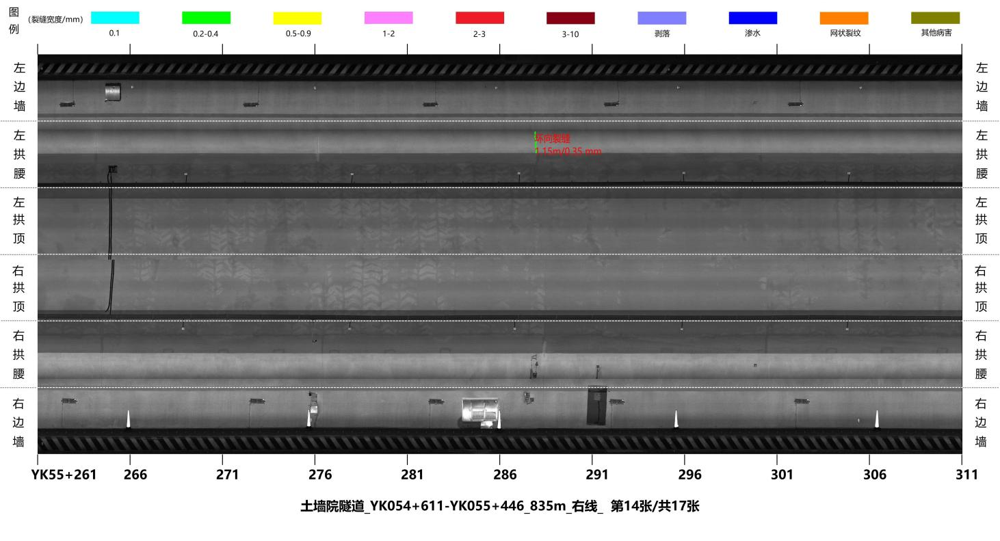 图例
(裂缝宽度/mm)
0.1
0.2-0.4
0.5-0.9
1-2
2-3
3-10
剥落
渗水
网状裂纹
其他病害
左边墙
左边墙
左拱腰
环向裂缝
1.15m/0.35 mm
左拱腰
左拱顶
左拱顶
右拱顶
右拱顶
右拱腰
右拱腰
右边墙
右边墙
YK55+261
266
271
276
281
286
291
296
301
306
311
土墙院隧道_YK054+611-YK055+446_835m_右线_ 第14张/共17张